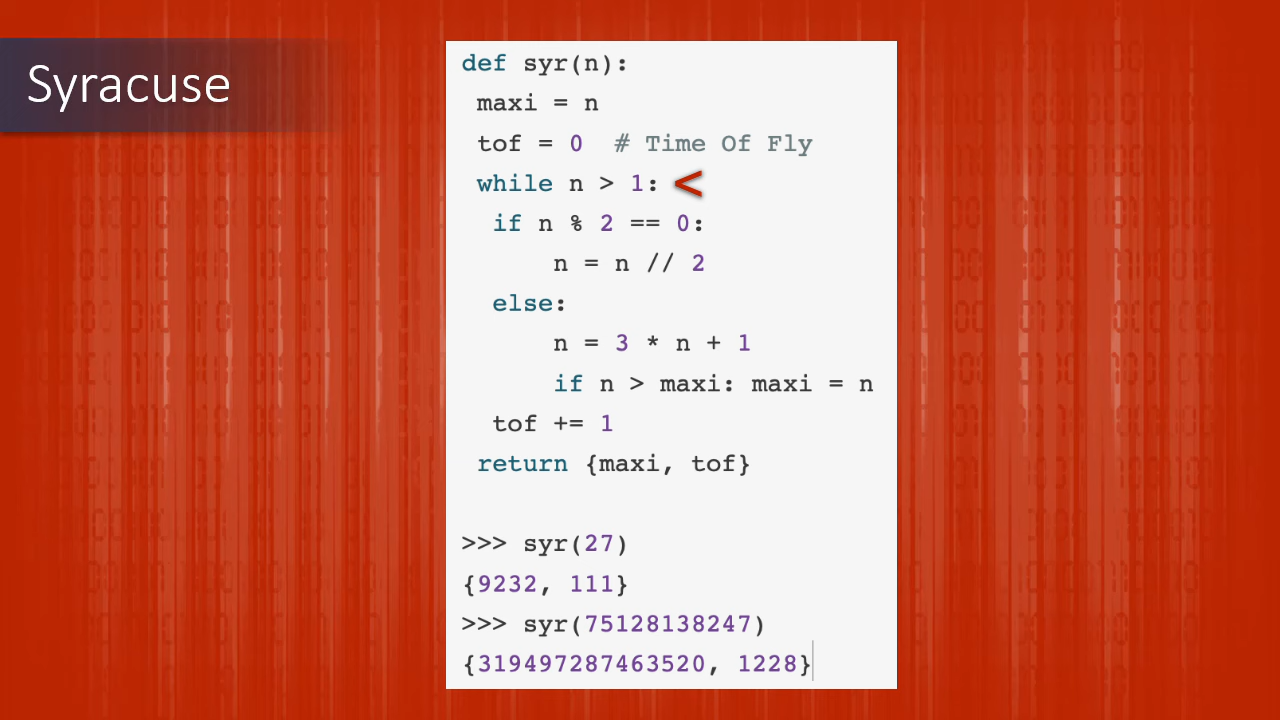 Syracuse
def syr(n):
 maxi = n
 tof = 0  # Time Of Fly
 while n > 1: <
  if n % 2 == 0:
      n = n // 2
  else:
      n = 3 * n + 1
      if n > maxi: maxi = n
  tof += 1
 return {maxi, tof}
>>> syr(27)
{9232, 111}
>>> syr(75128138247)
{319497287463520, 1228}